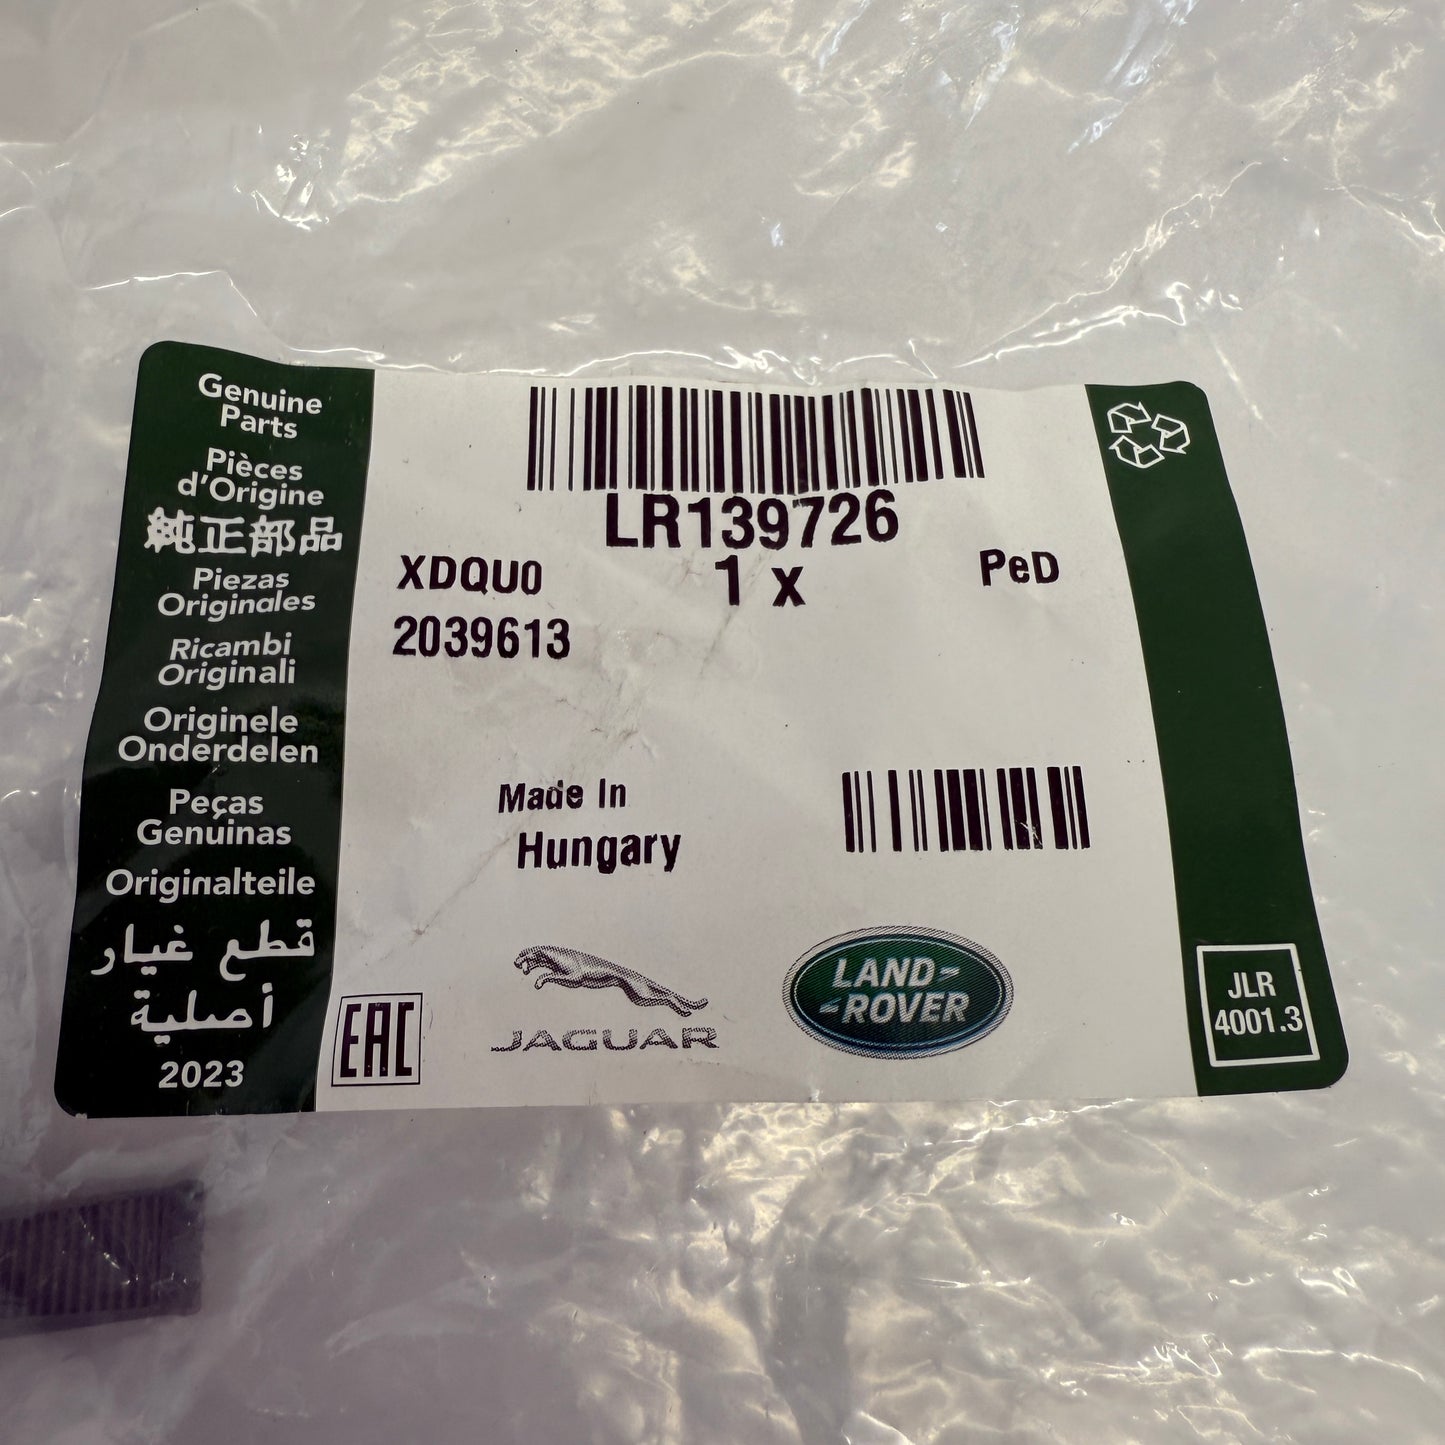 Genuine
Parts
Pièces
d'Origine
純正部品
Piezas
Originales
Ricambi
Originali
Originele
Onderdelen
Peças
Genuinas
Originalteile
قطع غيار
أصلية
2023
LR139726
XDQU0
1 x
PeD
2039613
Made In
Hungary
EAC
JAGUAR
LAND-
-ROVER
JLR
4001.3